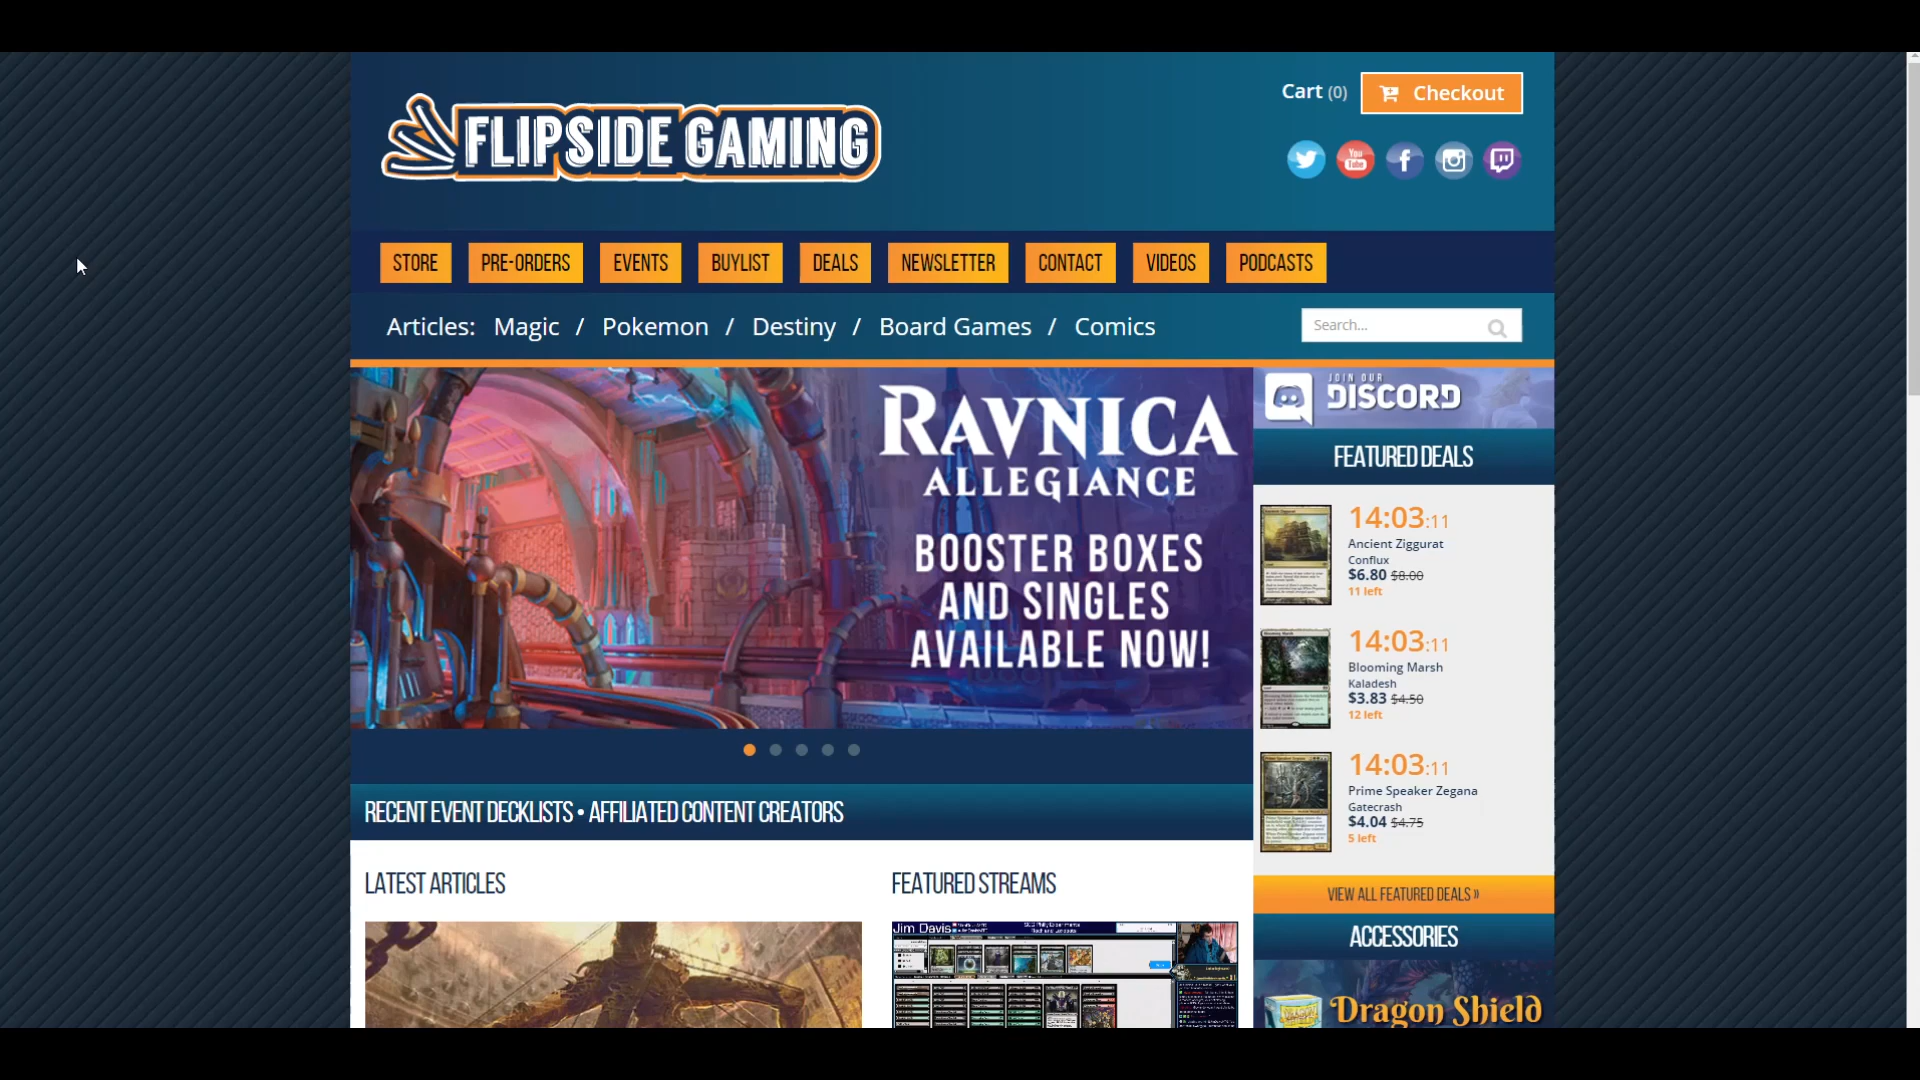 FLIPSIDE GAMING
Cart (0)
Checkout
You
Tube
STORE
PRE-ORDERS
EVENTS
BUYLIST
DEALS
NEWSLETTER
CONTACT
VIDEOS
PODCASTS
Articles: Magic / Pokemon / Destiny / Board Games / Comics
Search...
RAVNICA
ALLEGIANCE
BOOSTER BOXES
AND SINGLES
AVAILABLE NOW!
JOIN OUR
DISCORD
FEATURED DEALS
14:03:11
Ancient Ziggurat
Conflux
$6.80 $8.00
11 left
14:03:11
Blooming Marsh
Kaladesh
$3.83 $4.50
12 left
14:03:11
Prime Speaker Zegana
Gatecrash
$4.04 $4.75
5 left
VIEW ALL FEATURED DEALS »
ACCESSORIES
Dragon Shield
RECENT EVENT DECKLISTS • AFFILIATED CONTENT CREATORS
LATEST ARTICLES
FEATURED STREAMS
Jim Davis